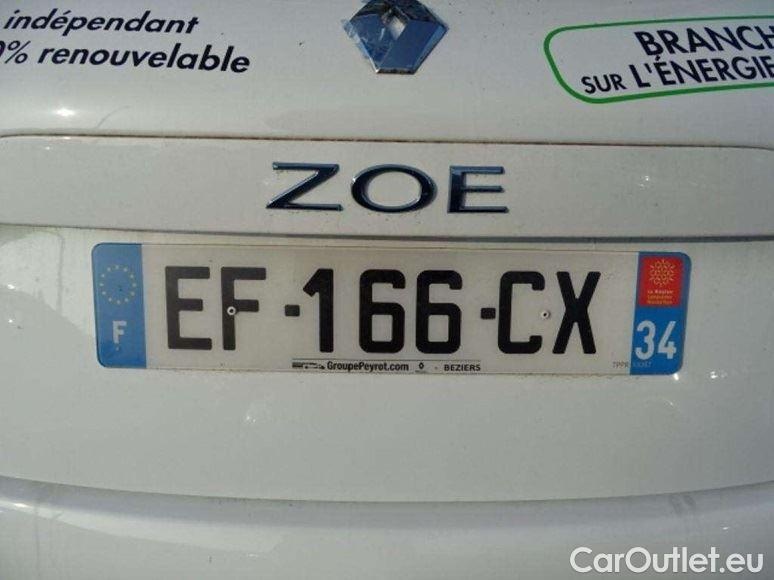 indépendant
% renouvelable
BRANCH
SUR L'ÉNERGIE
ZOE
F
EF-166-CX
34
GroupePeyrot.com - BEZIERS
CarOutlet.eu